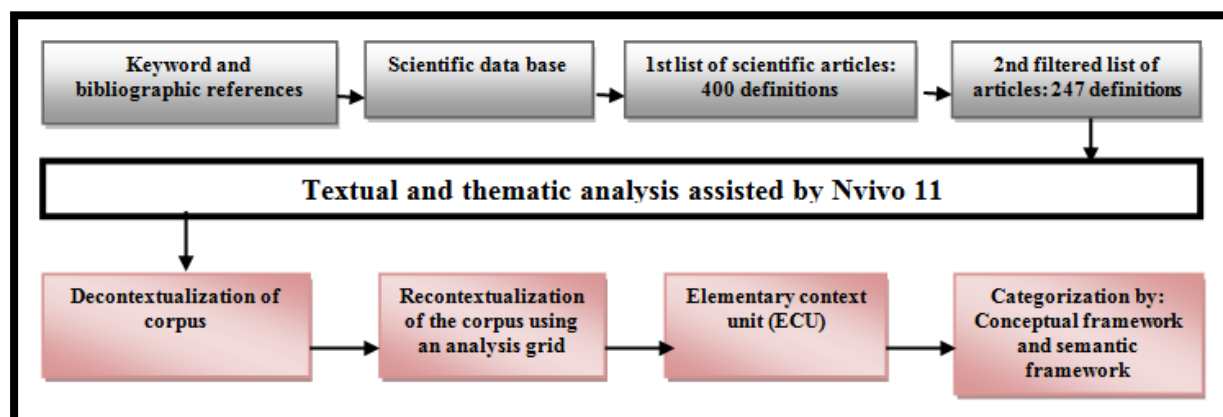 Keyword and
bibliographic references
Scientific data base
1st list of scientific articles:
400 definitions
2nd filtered list of
articles: 247 definitions
Textual and thematic analysis assisted by Nvivo 11
Decontextualization of
corpus
Recontextualization
of the corpus using
an analysis grid
Elementary context
unit (ECU)
Categorization by:
Conceptual framework
and semantic
framework